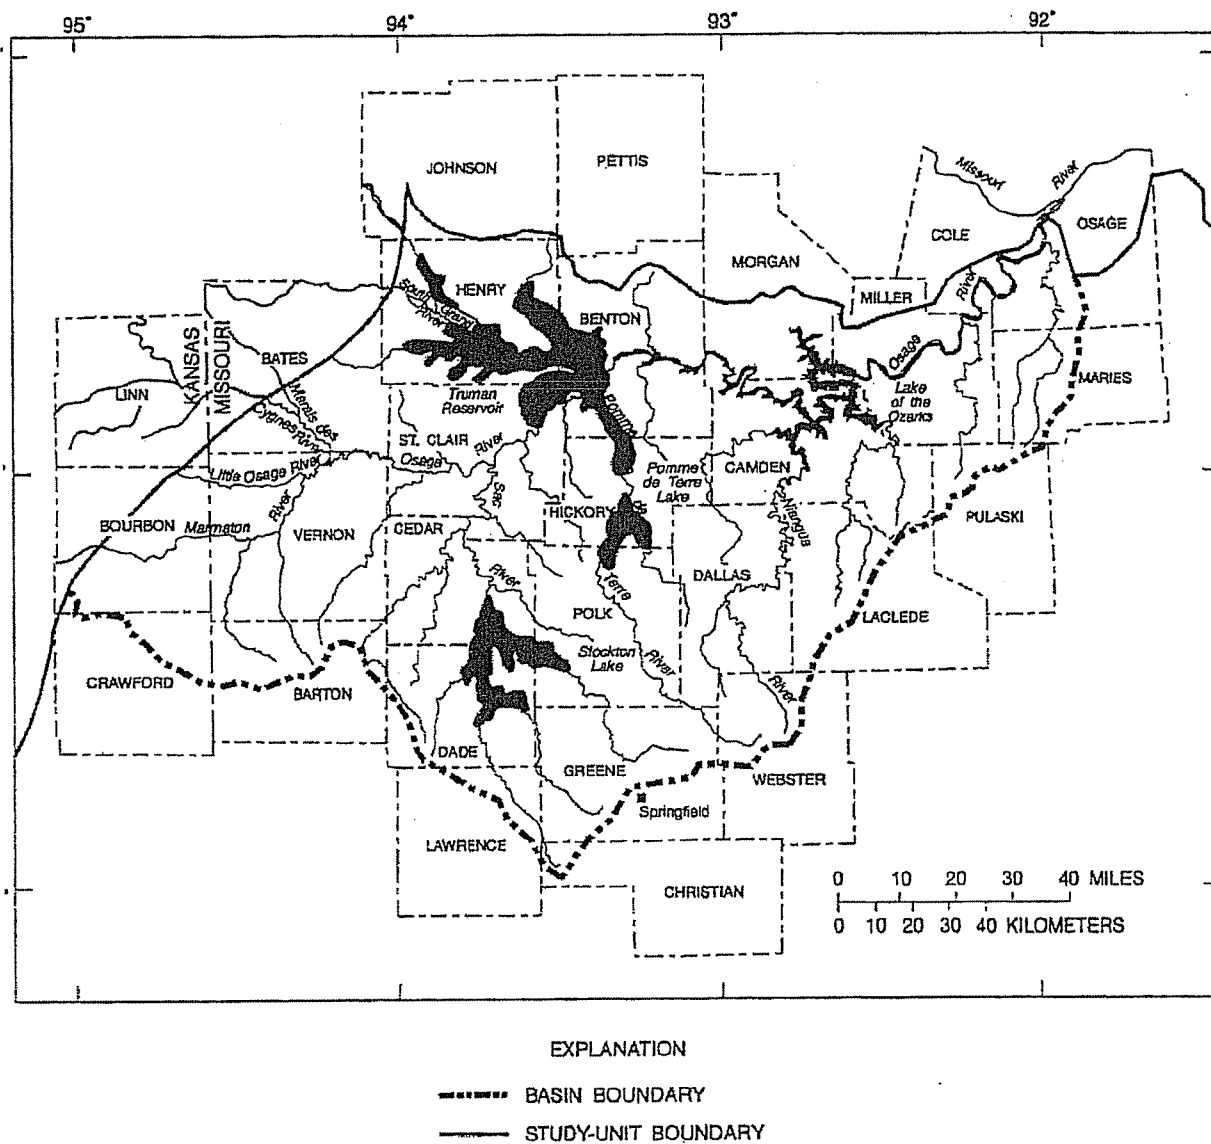 95° 94° 93° 92°
JOHNSON
PETTIS
Missouri
River
OSAGE
COLE
MORGAN
MILLER
River
HENRY
South Grand
River
BENTON
KANSAS
MISSOURI
BATES
Osage
Lake
of the
Ozarks
MARIES
LINN
Marais des
Cygnes River
Truman
Reservoir
Pomme
ST. CLAIR
Osage
River
Little Osage River
CAMDEN
Pomme
de Terre
Lake
Sac
River
BOURBON
Marmaton
VERNON
CEDAR
HICKORY
de
Niangua
PULASKI
River
Terre
DALLAS
POLK
LACLEDE
Stockton
Lake
River
River
CRAWFORD
BARTON
DADE
GREENE
WEBSTER
Springfield
LAWRENCE
CHRISTIAN
0 10 20 30 40 MILES
0 10 20 30 40 KILOMETERS
EXPLANATION
BASIN BOUNDARY
STUDY-UNIT BOUNDARY